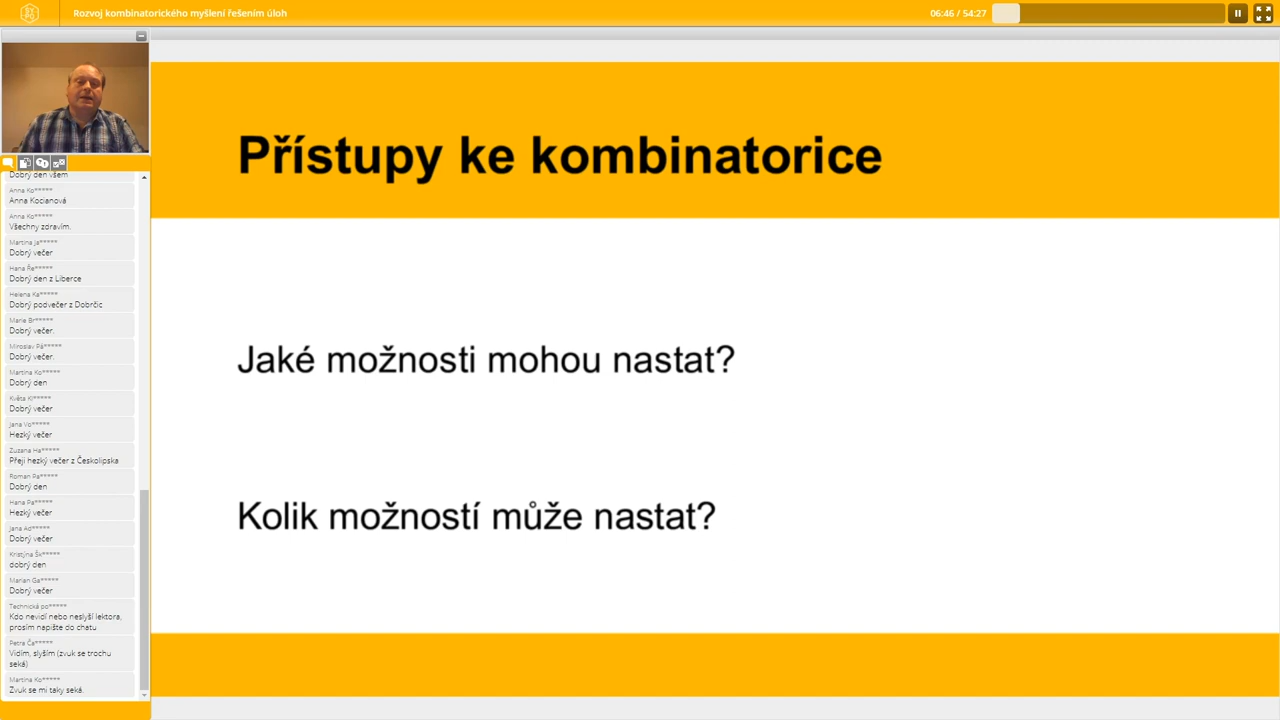 Rozvoj kombinatorického myšlení řešením úloh
06:46 / 54:27
Přístupy ke kombinatorice
Jaké možnosti mohou nastat?
Kolik možností může nastat?
Dobrý den všem
Anna Ko*****
Anna Kocianová
Anna Ko*****
Všechny zdravím.
Martina Ja*****
Dobrý večer
Hana Ře*****
Dobrý den z Liberce
Helena Ka*****
Dobrý podvečer z Dobrčic
Marie Br*****
Dobrý večer.
Miroslav Pá*****
Dobrý večer.
Martina Ko*****
Dobrý den
Květa Kl*****
Dobrý večer
Jana Vo*****
Hezký večer
Zuzana Ha*****
Přeji hezký večer z Českolipska
Roman Pa*****
Dobrý den
Hana Pa*****
Hezký večer
Jana Ad*****
Dobrý večer
Kristýna Šk*****
dobrý den
Marian Ga*****
Dobrý večer
Technická po*****
Kdo nevidí nebo neslyší lektora,
prosím napište do chatu
Petra Ča*****
Vidím, slyším (zvuk se trochu
seká)
Martina Ko*****
Zvuk se mi taky seká.